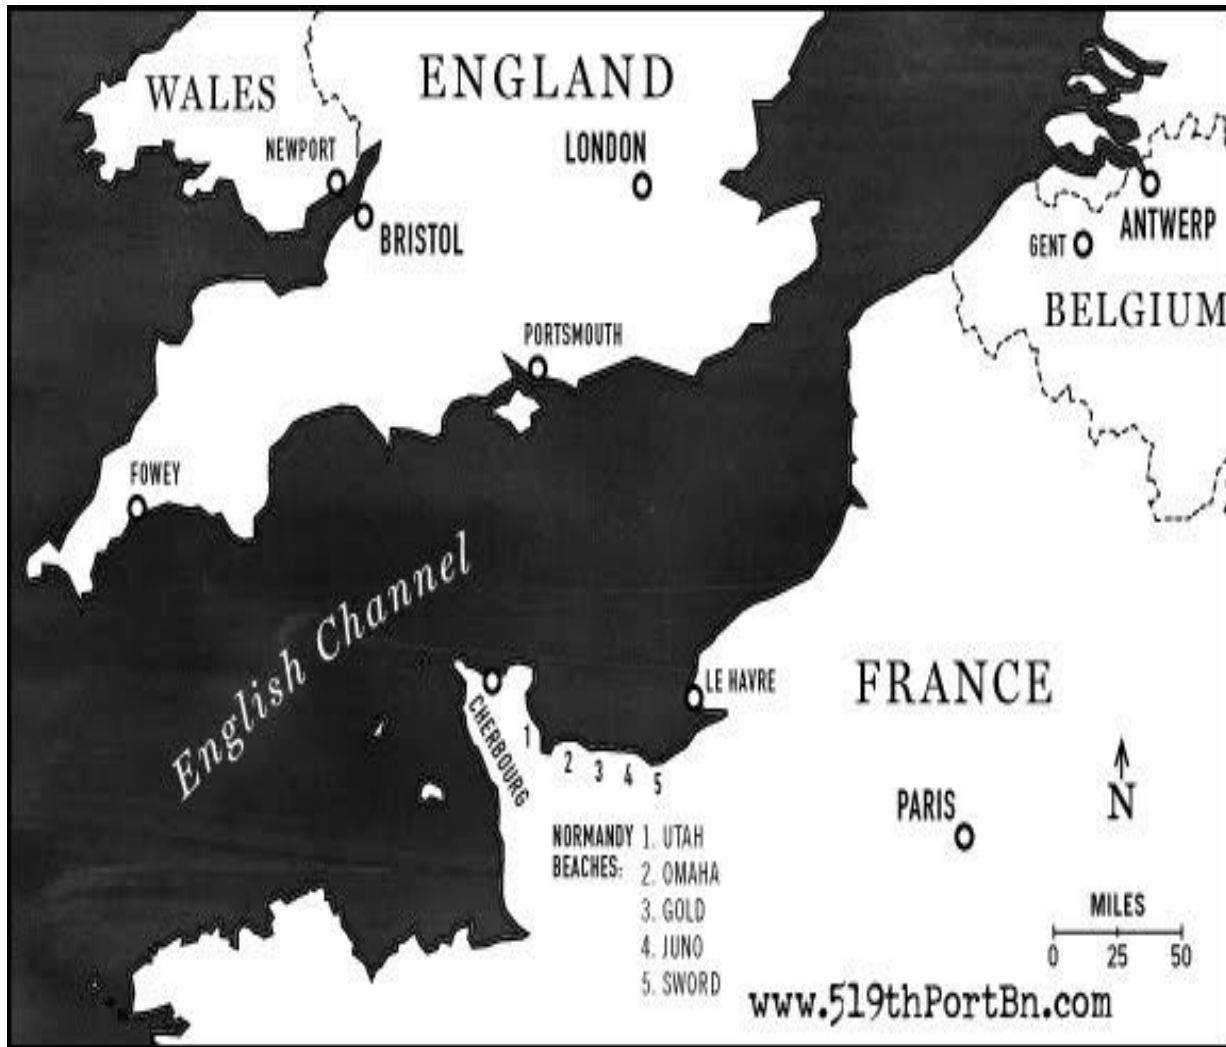 ENGLAND
WALES
NEWPORT
LONDON
BRISTOL
ANTWERP
GENT
BELGIUM
PORTSMOUTH
FOWEY
English Channel
CHERBOURG
LE HAVRE
FRANCE
1
2
3
4
5
N
PARIS
NORMANDY
BEACHES:
1. UTAH
2. OMAHA
3. GOLD
4. JUNO
5. SWORD
MILES
0 25 50
www.519thPortBn.com